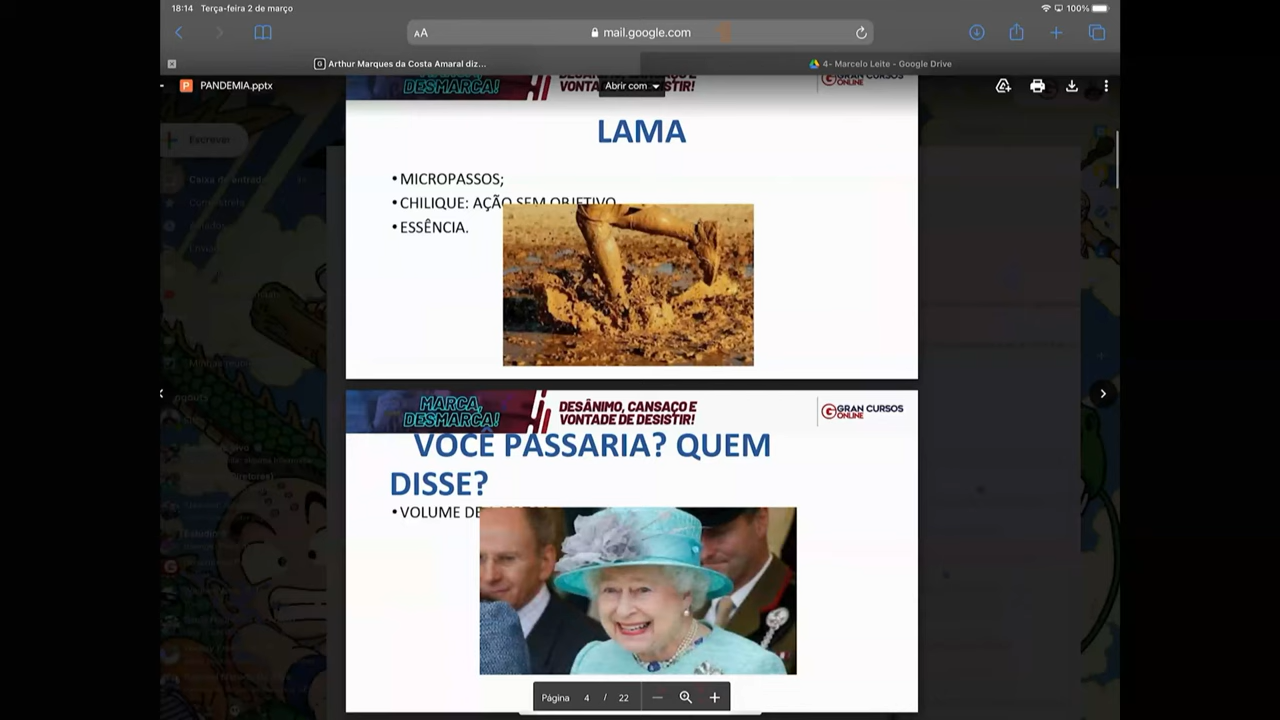 18:14 Terça-feira 2 de março
100%
AA
mail.google.com
Arthur Marques da Costa Amaral diz...
4- Marcelo Leite - Google Drive
PANDEMIA.pptx
Abrir com
DESMARCA!
GRAN CURSOS
ONLINE
Escrever
LAMA
• MICROPASSOS;
• CHILIQUE: AÇÃO SEM OBJETIVO
• ESSÊNCIA.
MARCA,
DESMARCA!
DESÂNIMO, CANSAÇO E
VONTADE DE DESISTIR!
GRAN CURSOS
ONLINE
VOCÊ PASSARIA? QUEM
DISSE?
• VOLUME DE
Página 4 / 22